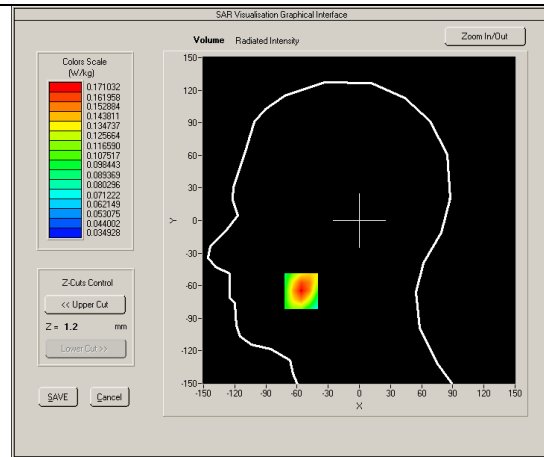 SAR Visualisation Graphical Interface
Volume Radiated Intensity
Zoom In/Out
Colors Scale
(W/kg)
0.171032
0.161958
0.152884
0.143811
0.134737
0.125664
0.116590
0.107517
0.098443
0.089369
0.080296
0.071222
0.062149
0.053075
0.044002
0.034928
Z-Cuts Control
<< Upper Cut
Z = 1.2 mm
Lower Cut >>
SAVE Cancel
150
120
90
60
30
0
-30
-60
-90
-120
-150
Y
-150 -120 -90 -60 -30 0 30 60 90 120 150
X